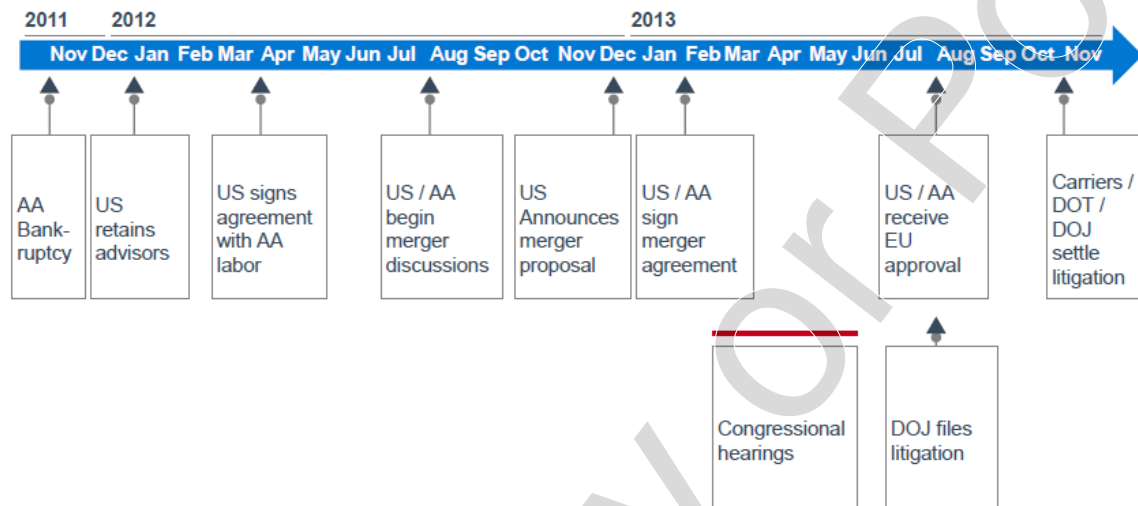 2011 2012 2013
Nov Dec Jan Feb Mar Apr May Jun Jul Aug Sep Oct Nov Dec Jan Feb Mar Apr May Jun Jul Aug Sep Oct Nov
AA
Bank-
ruptcy
US
retains
advisors
US signs
agreement
with AA
labor
US / AA
begin
merger
discussions
US
Announces
merger
proposal
US / AA
sign
merger
agreement
US / AA
receive
EU
approval
Carriers /
DOT /
DOJ
settle
litigation
Congressional
hearings
DOJ files
litigation